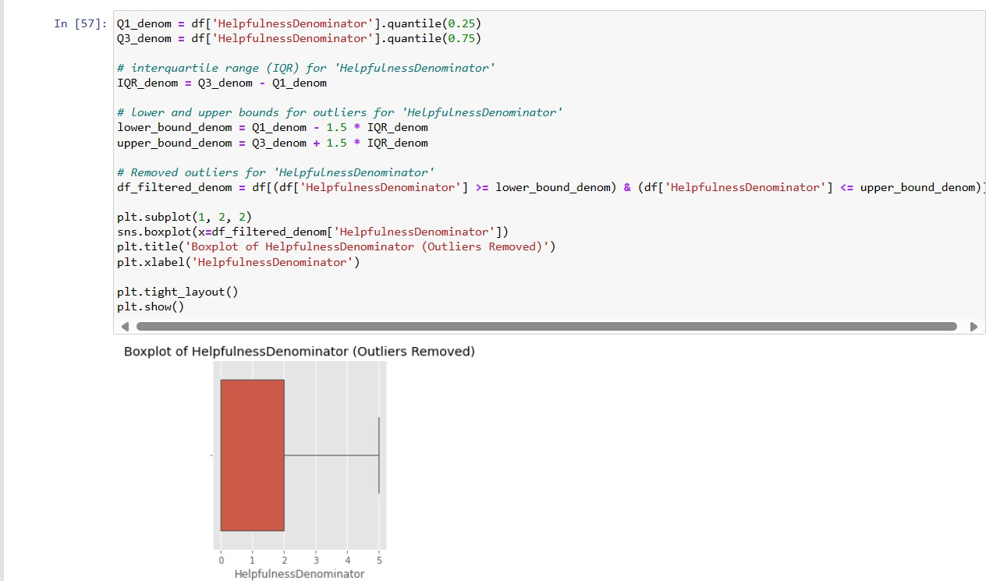 In [57]: Q1_denom = df['HelpfulnessDenominator'].quantile(0.25)
Q3_denom = df['HelpfulnessDenominator'].quantile(0.75)
# interquartile range (IQR) for 'HelpfulnessDenominator'
IQR_denom = Q3_denom - Q1_denom
# lower and upper bounds for outliers for 'HelpfulnessDenominator'
lower_bound_denom = Q1_denom - 1.5 * IQR_denom
upper_bound_denom = Q3_denom + 1.5 * IQR_denom
# Removed outliers for 'HelpfulnessDenominator'
df_filtered_denom = df[(df['HelpfulnessDenominator'] >= lower_bound_denom) & (df['HelpfulnessDenominator'] <= upper_bound_denom)]
plt.subplot(1, 2, 2)
sns.boxplot(x=df_filtered_denom['HelpfulnessDenominator'])
plt.title('Boxplot of HelpfulnessDenominator (Outliers Removed)')
plt.xlabel('HelpfulnessDenominator')
plt.tight_layout()
plt.show()
Boxplot of HelpfulnessDenominator (Outliers Removed)
0 1 2 3 4 5
HelpfulnessDenominator